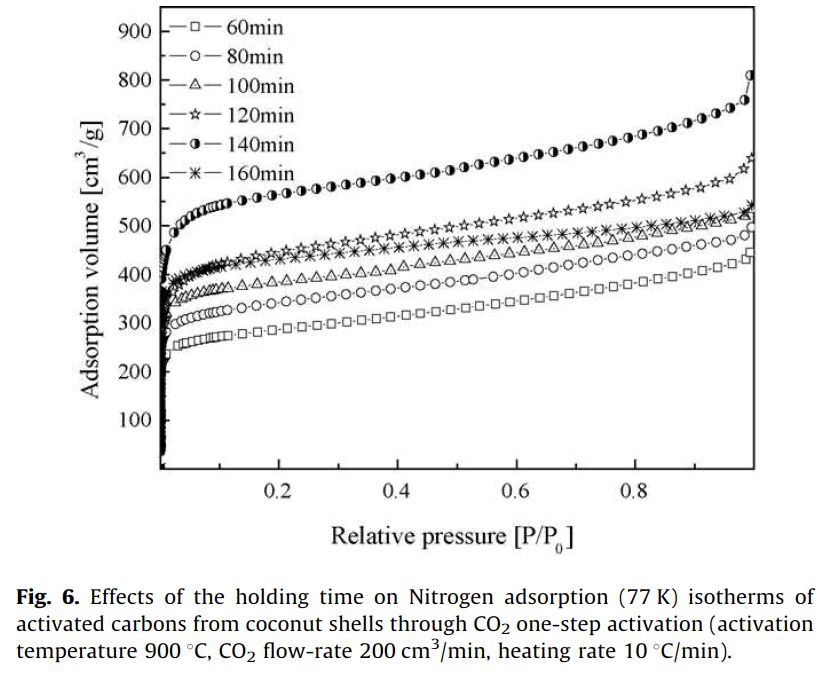 900
800
700
600
500
400
300
200
100
Adsorption volume [cm³/g]
60min
80min
100min
120min
140min
160min
0.2 0.4 0.6 0.8
Relative pressure [P/P₀]
Fig. 6. Effects of the holding time on Nitrogen adsorption (77 K) isotherms of
activated carbons from coconut shells through CO₂ one-step activation (activation
temperature 900 °C, CO₂ flow-rate 200 cm³/min, heating rate 10 °C/min).